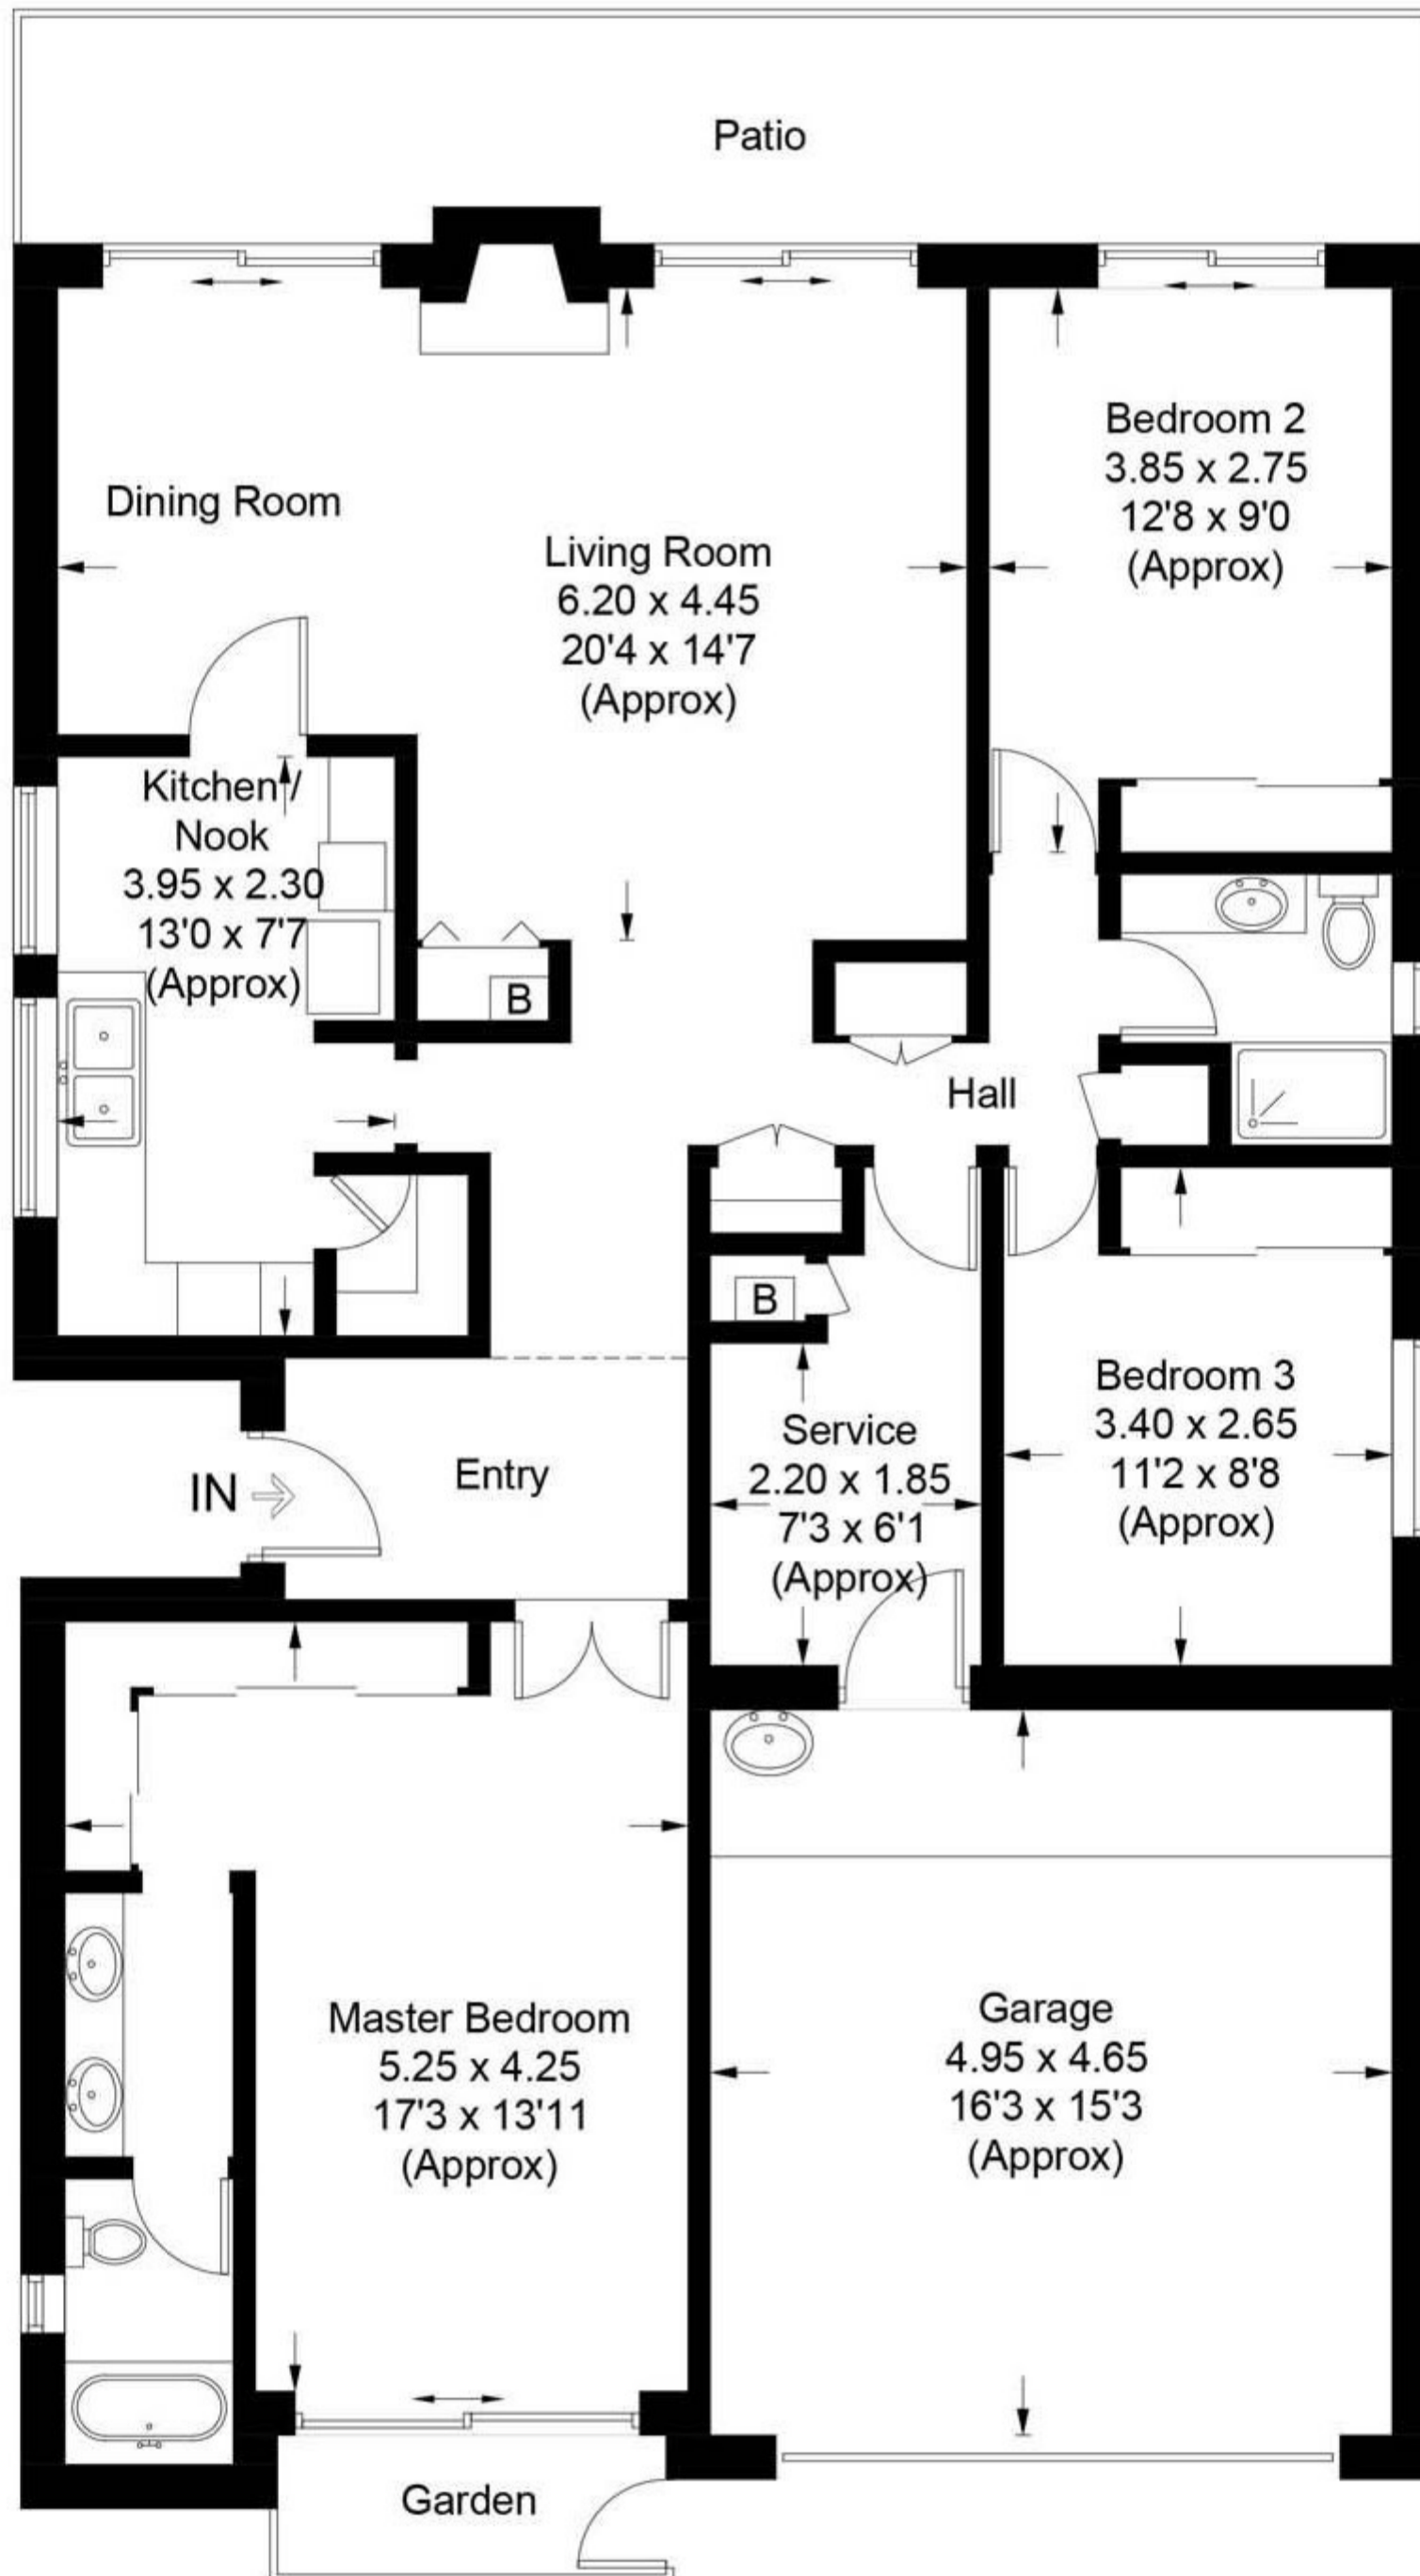 Patio
Bedroom 2
3.85 x 2.75
12'8 x 9'0
(Approx)
Dining Room
Living Room
6.20 x 4.45
20'4 x 14'7
(Approx)
Kitchen /
Nook
3.95 x 2.30
13'0 x 7'7
(Approx)
B
Hall
B
Bedroom 3
3.40 x 2.65
11'2 x 8'8
(Approx)
Service
2.20 x 1.85
7'3 x 6'1
(Approx)
IN
Entry
Master Bedroom
5.25 x 4.25
17'3 x 13'11
(Approx)
Garage
4.95 x 4.65
16'3 x 15'3
(Approx)
Garden